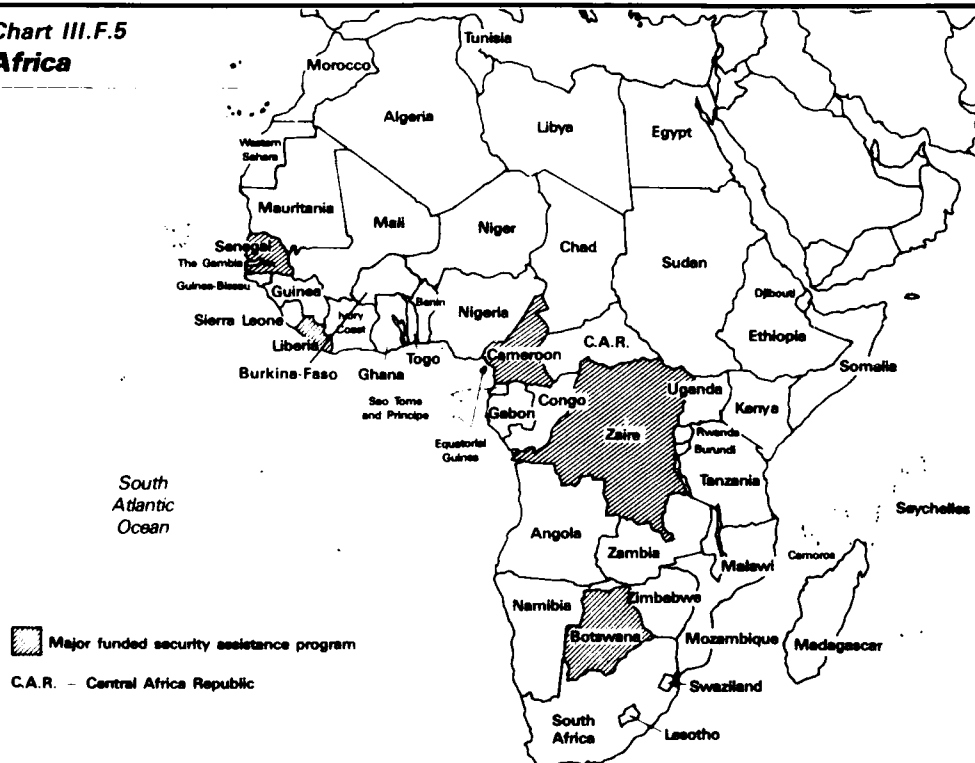 Chart III.F.5
Africa
Tunisia
Morocco
Algeria
Libya
Egypt
Western
Sahara
Mauritania
Mali
Niger
Chad
Sudan
Senegal
The Gambia
Guinea-Bissau
Guinea
Sierra Leone
Liberia
Ivory
Coast
Burkina-Faso
Ghana
Togo
Benin
Nigeria
Cameroon
C.A.R.
Djibouti
Ethiopia
Somalia
Sao Tome
and Principe
Equatorial
Guinea
Gabon
Congo
Zaire
Uganda
Kenya
Rwanda
Burundi
Tanzania
Seychelles
South
Atlantic
Ocean
Angola
Zambia
Malawi
Comoros
Namibia
Zimbabwe
Botswana
Mozambique
Madagascar
Swaziland
South
Africa
Lesotho
Major funded security assistance program
C.A.R. – Central Africa Republic